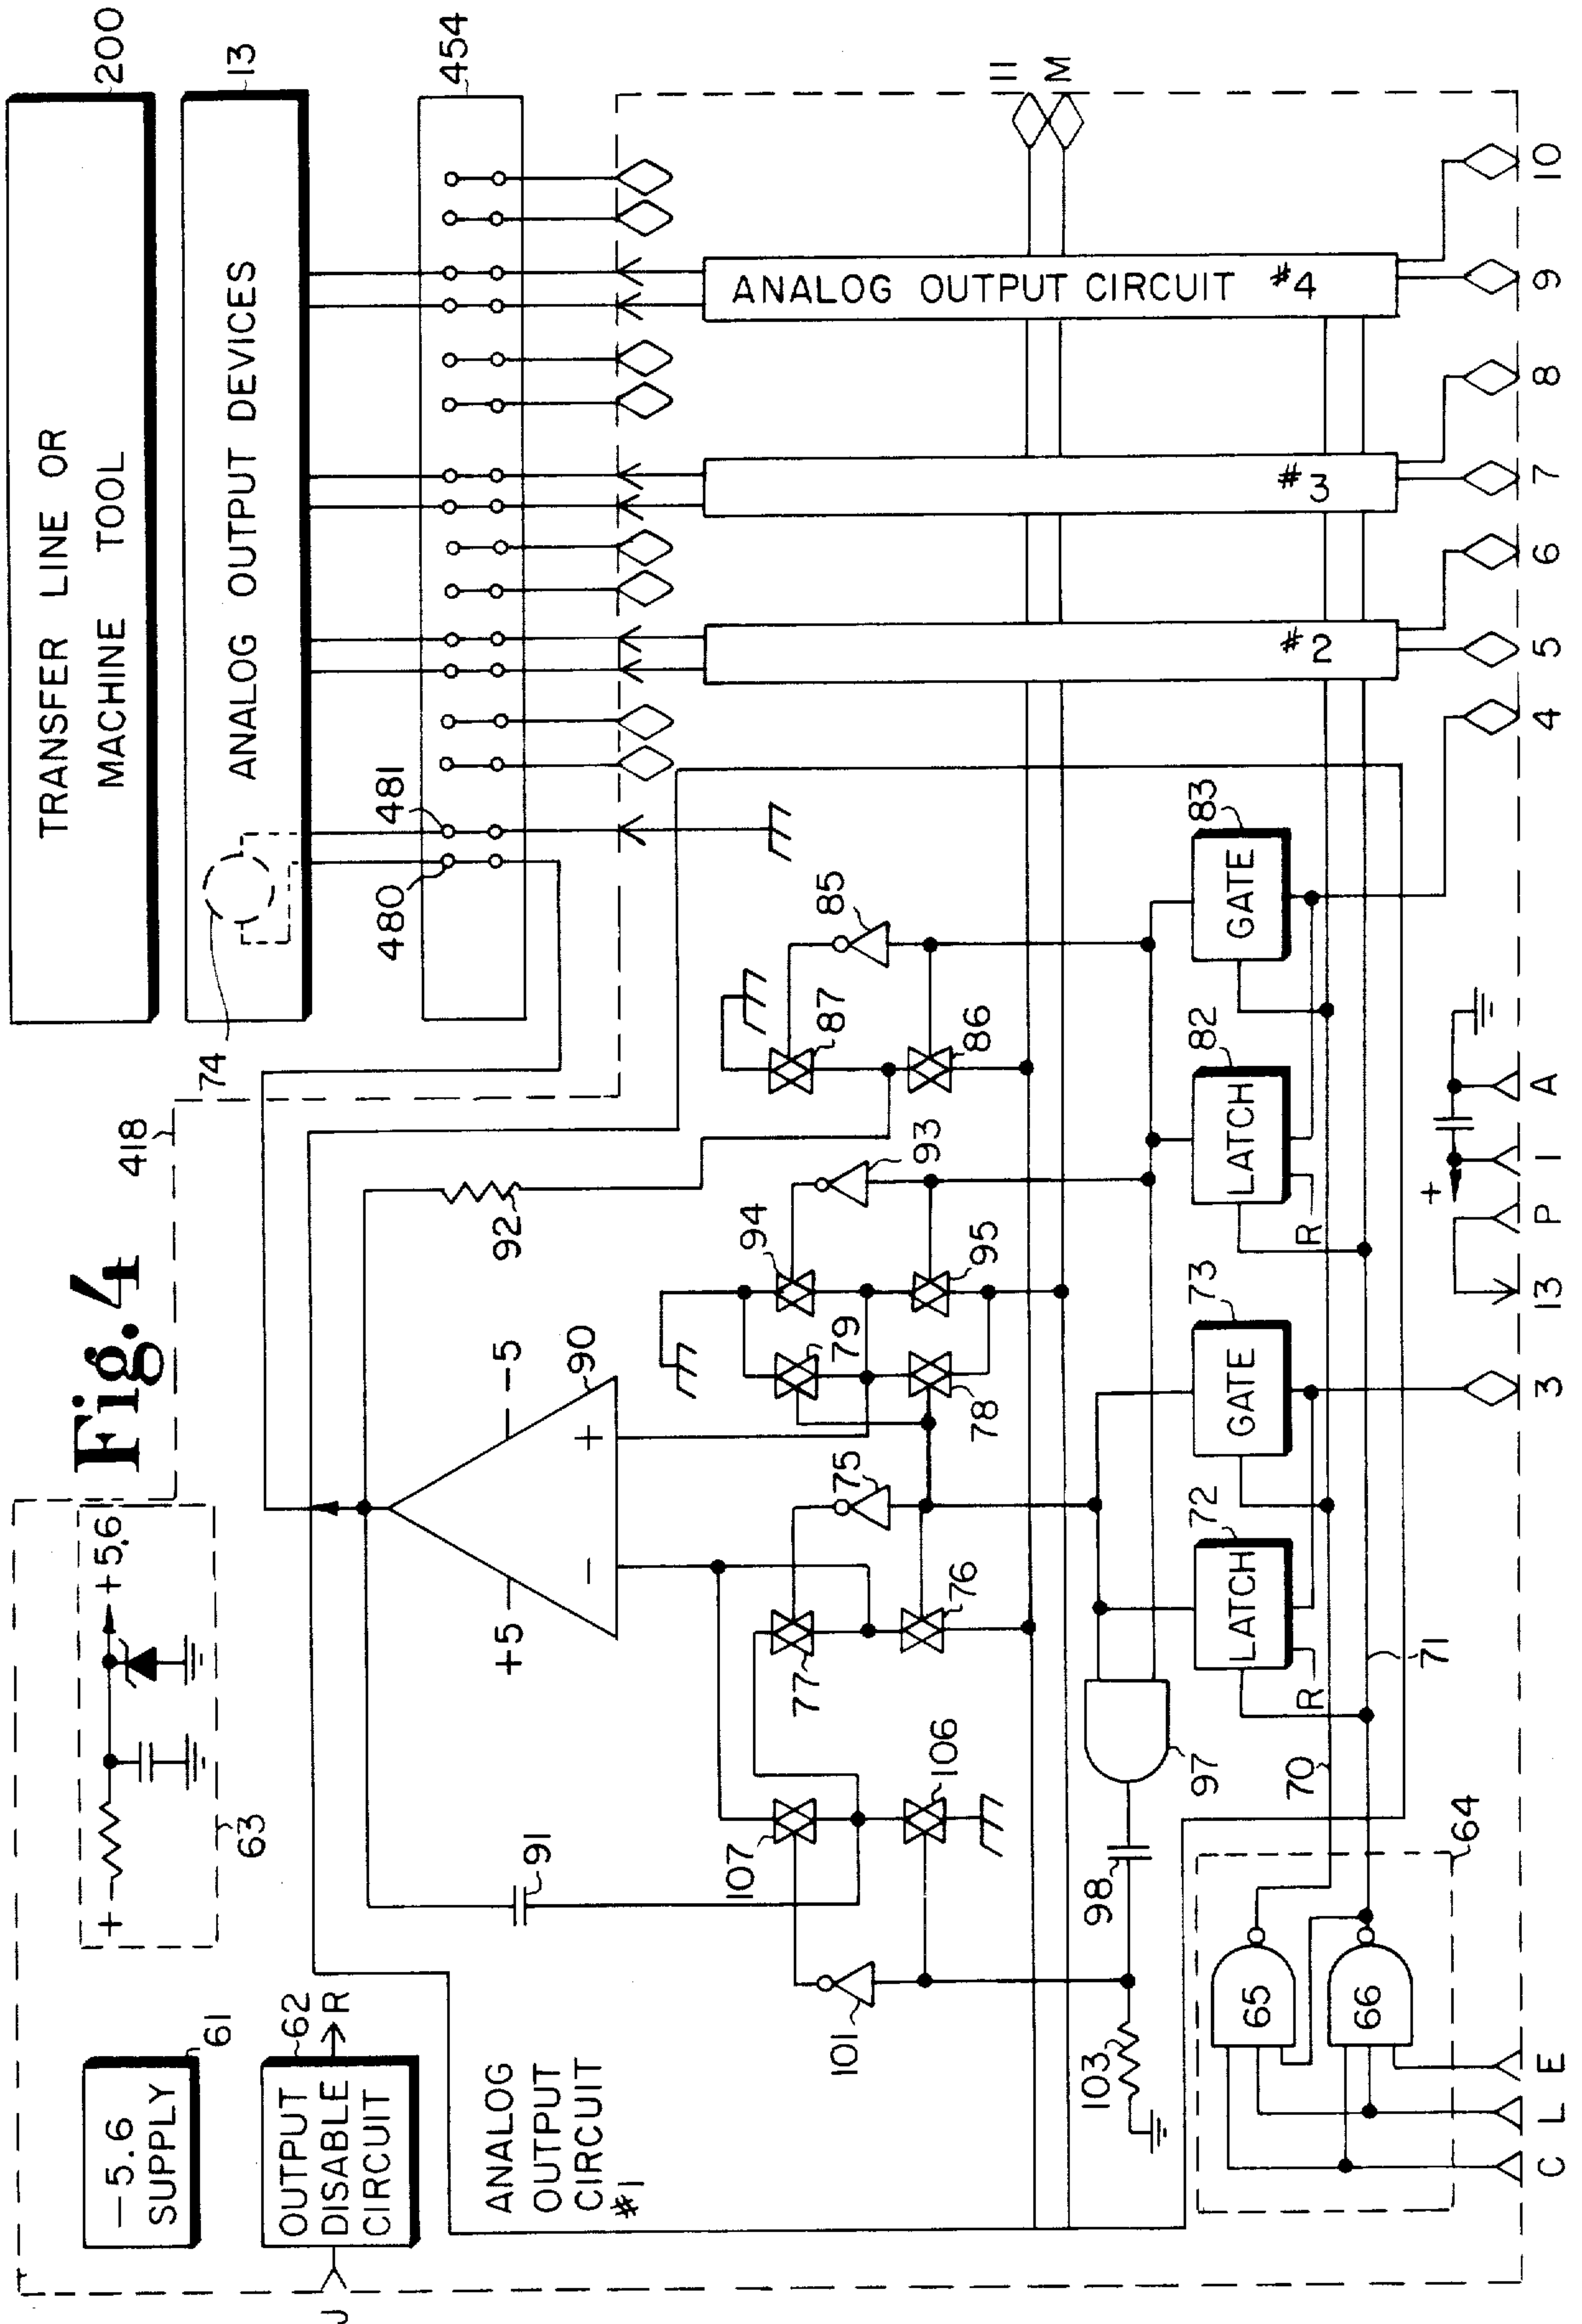 Fig. 4
TRANSFER LINE OR
MACHINE TOOL
200
ANALOG OUTPUT DEVICES
13
74
454
480
481
418
-5.6
SUPPLY
61
OUTPUT
DISABLE
CIRCUIT
62
R
J
+
+5.6
63
ANALOG
OUTPUT
CIRCUIT
#1
+5
-5
-
+
90
91
92
93
94
95
79
78
75
76
77
107
106
101
103
98
97
85
87
86
11
M
ANALOG OUTPUT CIRCUIT #4
#3
#2
LATCH
72
R
GATE
73
LATCH
82
R
GATE
83
70
71
64
65
66
+
C
L
E
3
13
P
1
A
4
5
6
7
8
9
10